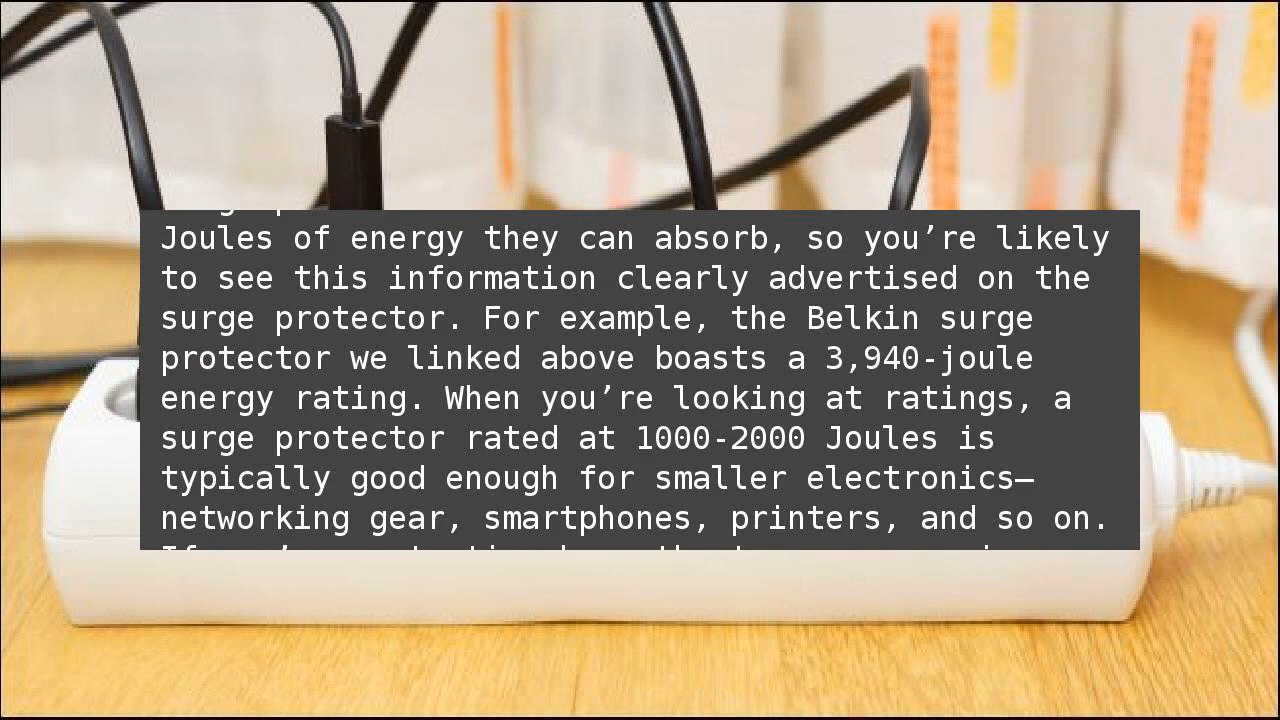 Joules of energy they can absorb, so you’re likely
to see this information clearly advertised on the
surge protector. For example, the Belkin surge
protector we linked above boasts a 3,940-joule
energy rating. When you’re looking at ratings, a
surge protector rated at 1000-2000 Joules is
typically good enough for smaller electronics—
networking gear, smartphones, printers, and so on.